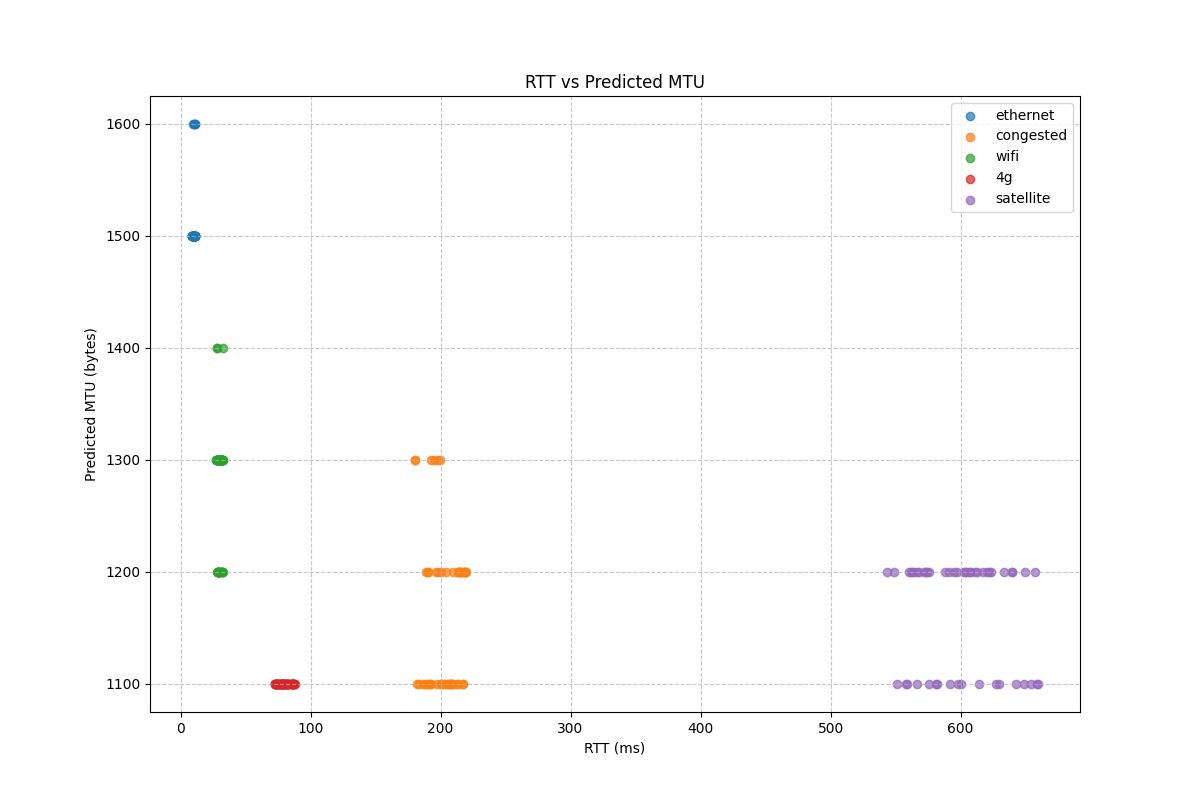 RTT vs Predicted MTU
ethernet
congested
wifi
4g
satellite
1600
1500
1400
1300
1200
1100
Predicted MTU (bytes)
0 100 200 300 400 500 600
RTT (ms)